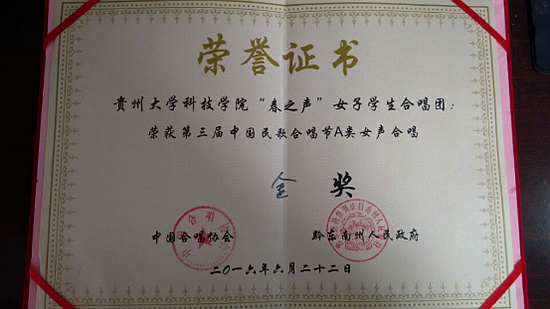 荣誉证书
贵州大学科技学院“春之声”女子学生合唱团：
荣获第三届中国民歌合唱节A类女声合唱
金 奖
中国合唱协会 黔东南州人民政府
二〇一六年六月二十二日